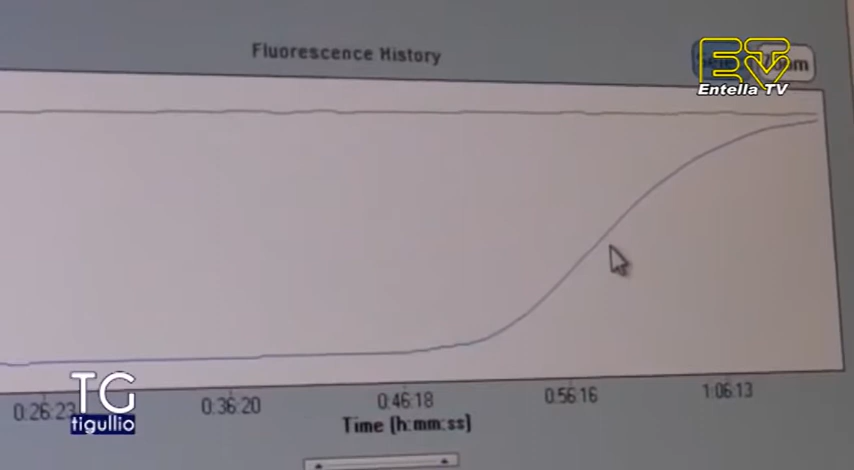 Fluorescence History
ET
Entella TV
0:26:23
0:36:20
0:46:18
0:56:16
1:06:13
Time (h:mm:ss)
TG
tigullio